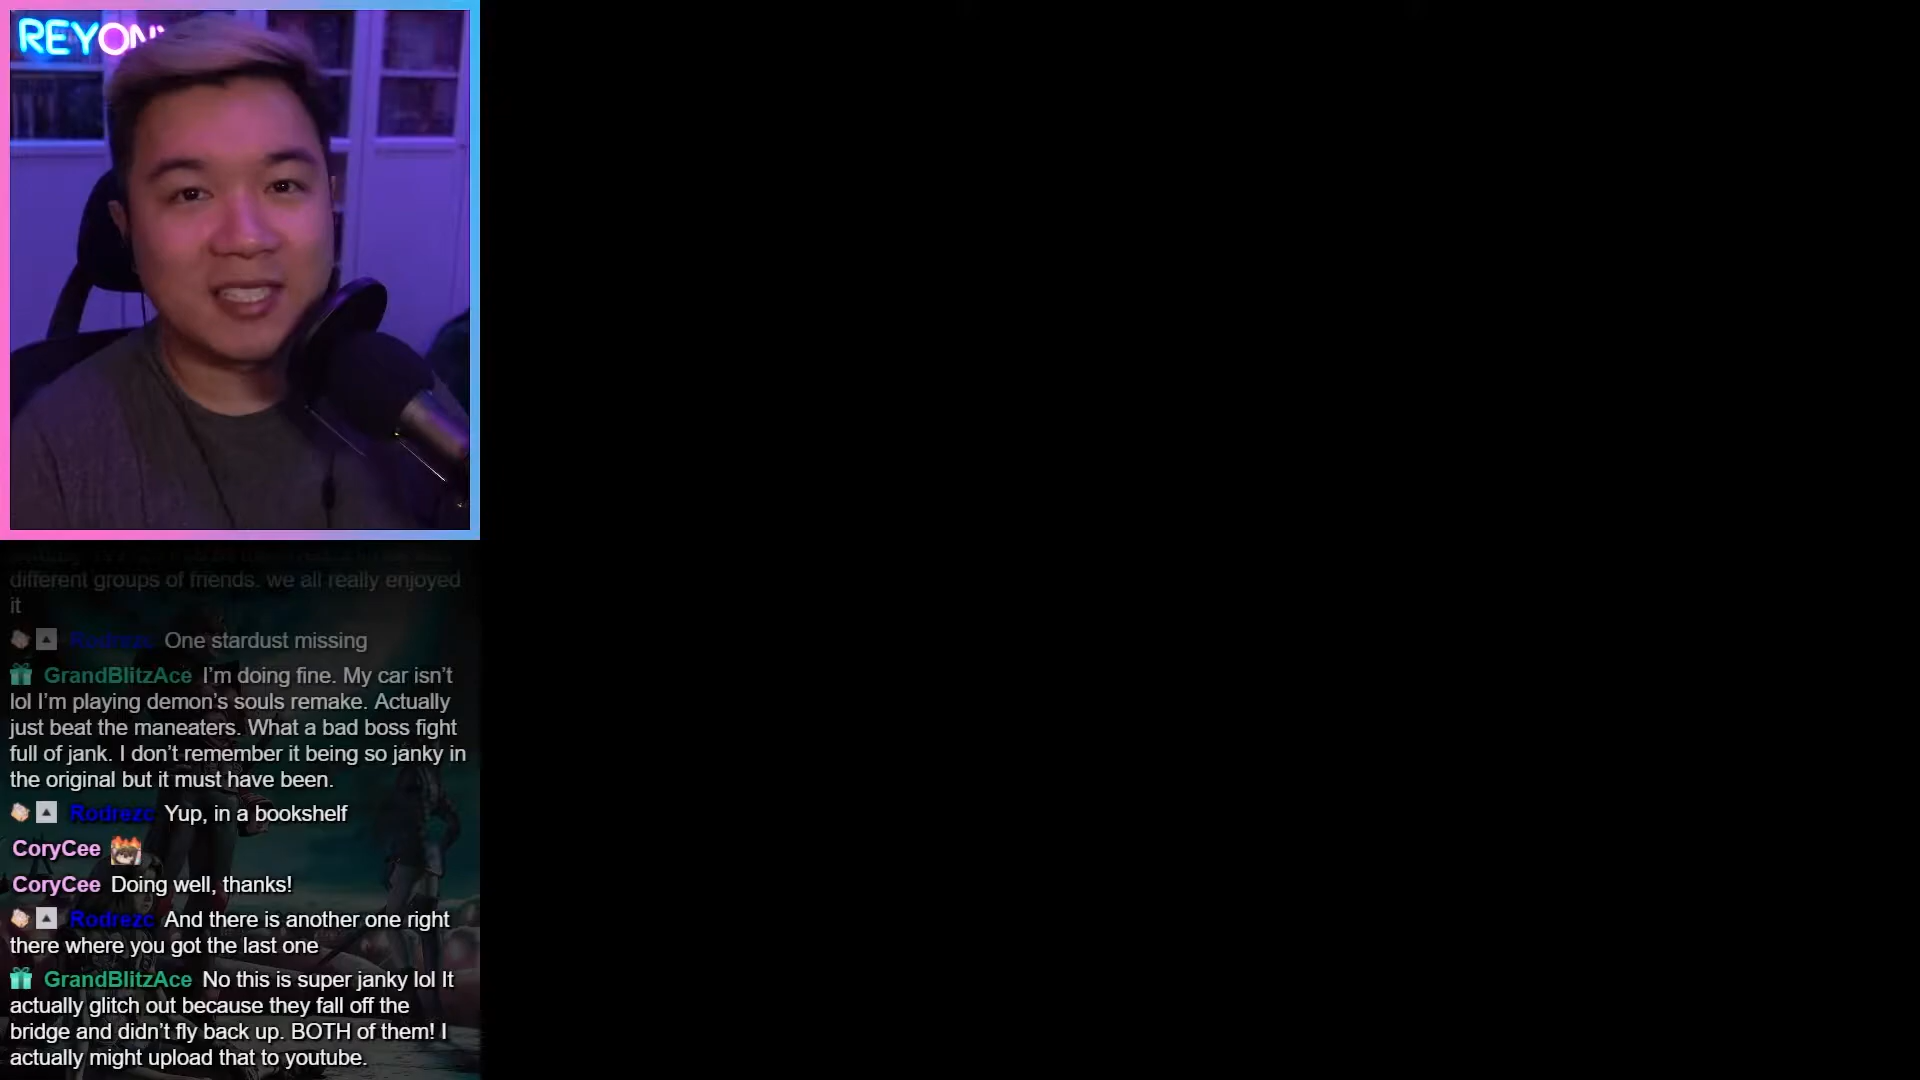 REYON
different groups of friends. we all really enjoyed
it
Rodrezc One stardust missing
GrandBlitzAce I’m doing fine. My car isn’t
lol I’m playing demon’s souls remake. Actually
just beat the maneaters. What a bad boss fight
full of jank. I don’t remember it being so janky in
the original but it must have been.
Rodrezc Yup, in a bookshelf
CoryCee
CoryCee Doing well, thanks!
Rodrezc And there is another one right
there where you got the last one
GrandBlitzAce No this is super janky lol It
actually glitch out because they fall off the
bridge and didn’t fly back up. BOTH of them! I
actually might upload that to youtube.